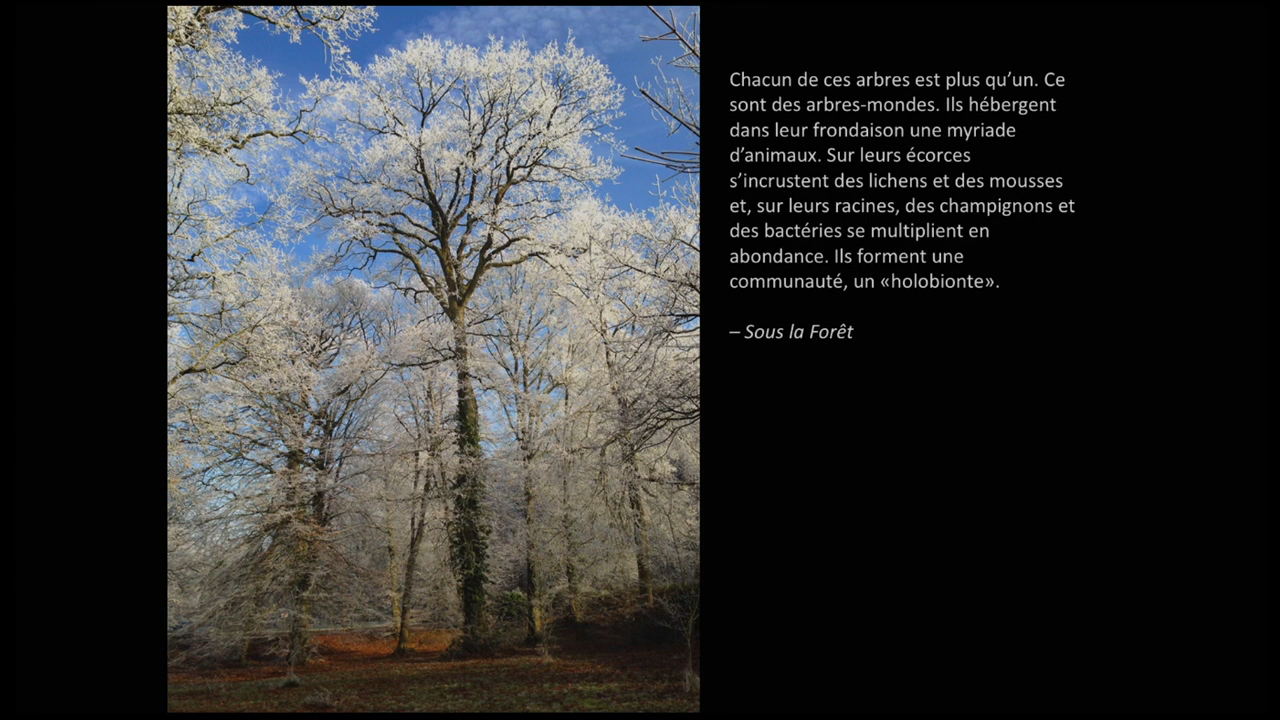 Chacun de ces arbres est plus qu’un. Ce
sont des arbres-mondes. Ils hébergent
dans leur frondaison une myriade
d’animaux. Sur leurs écorces
s’incrustent des lichens et des mousses
et, sur leurs racines, des champignons et
des bactéries se multiplient en
abondance. Ils forment une
communauté, un «holobionte».
– Sous la Forêt